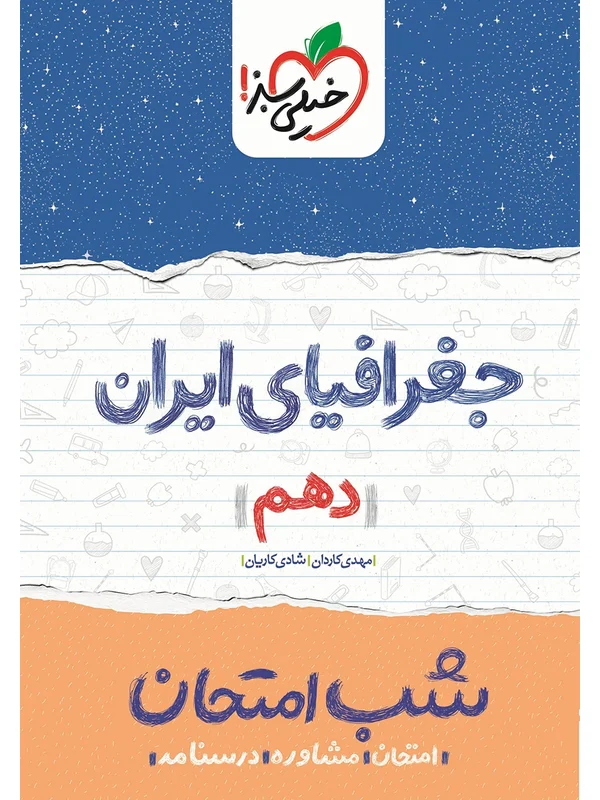 خیلی سبز!
جغرافیای ایران
دهم
مهدی کاردان | شادی کاریان
شب امتحان
امتحان | مشاوره | درسنامه